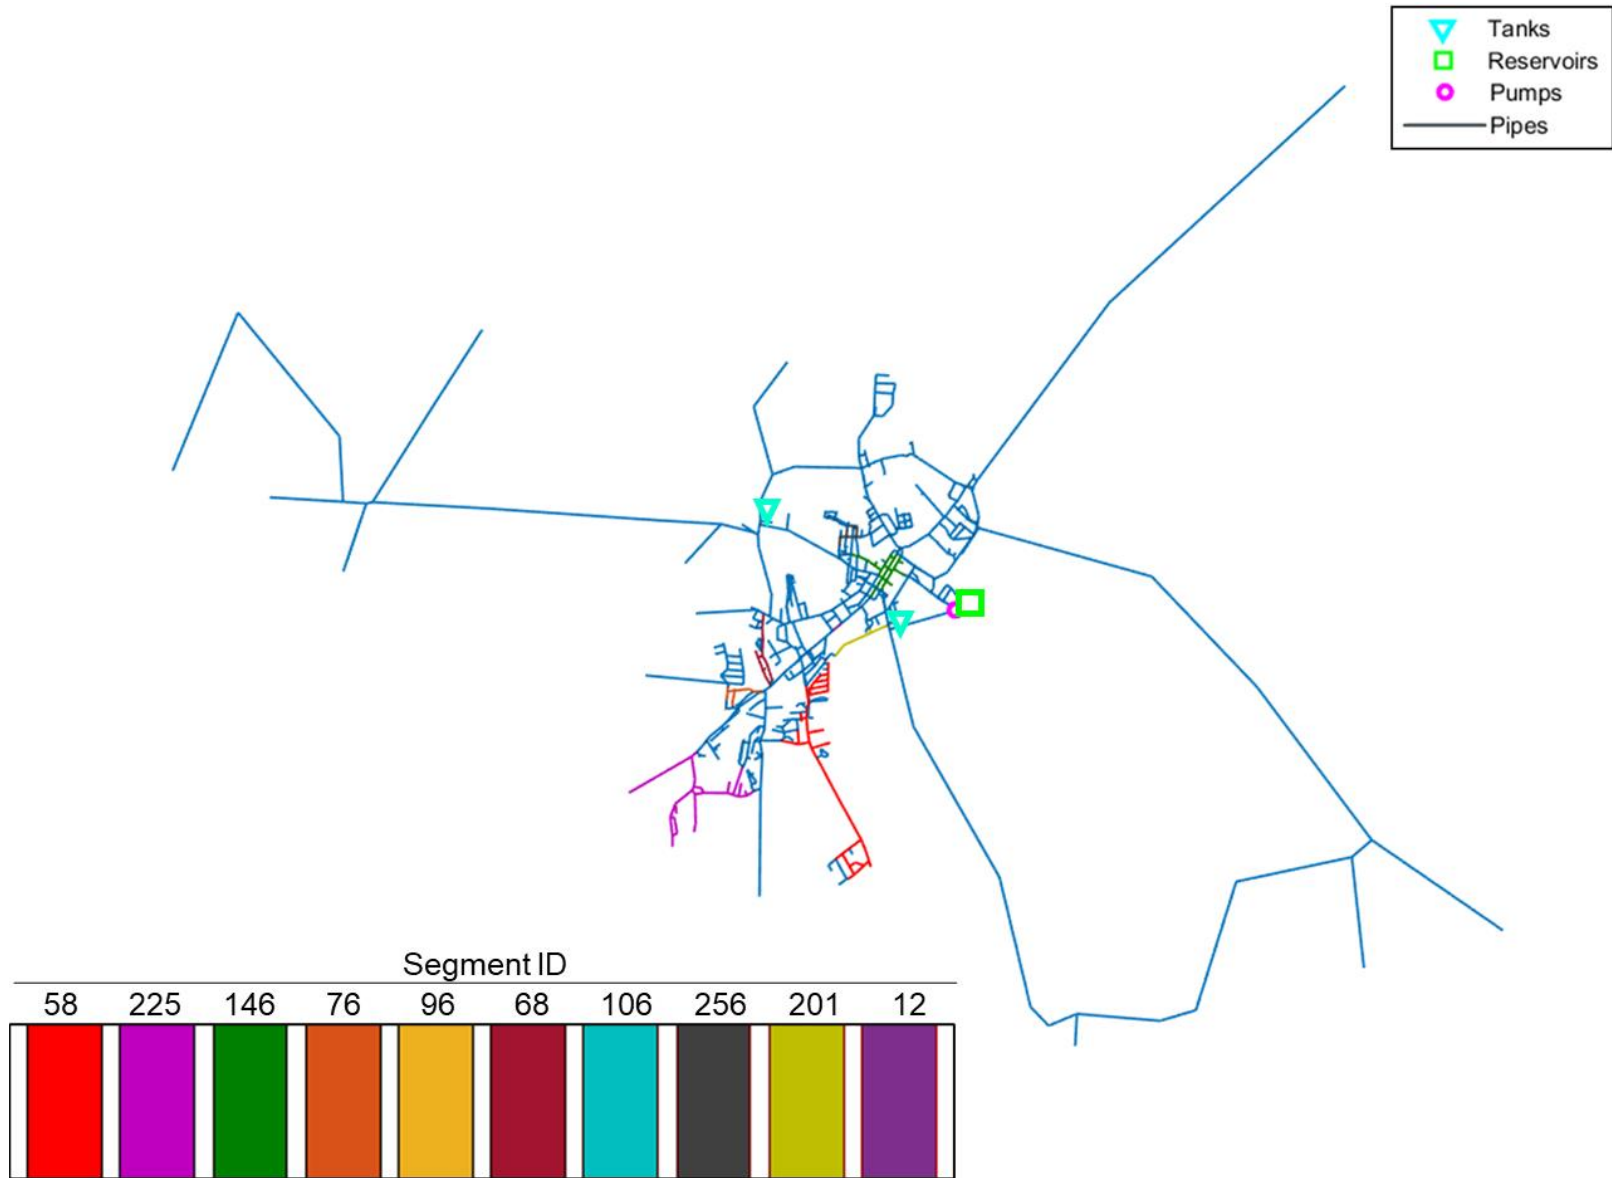 Tanks
Reservoirs
Pumps
Pipes
Segment ID
58 225 146 76 96 68 106 256 201 12